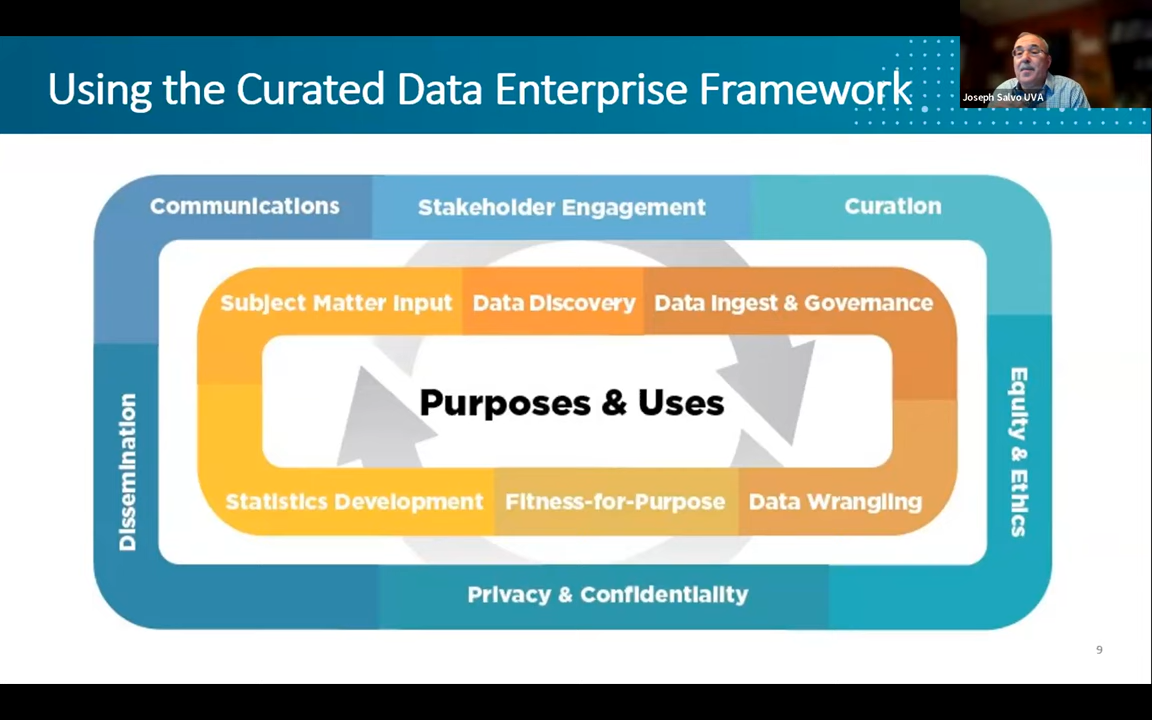 Using the Curated Data Enterprise Framework
Joseph Salvo UVA
Communications
Stakeholder Engagement
Curation
Subject Matter Input
Data Discovery
Data Ingest & Governance
Purposes & Uses
Dissemination
Equity & Ethics
Statistics Development
Fitness-for-Purpose
Data Wrangling
Privacy & Confidentiality
9